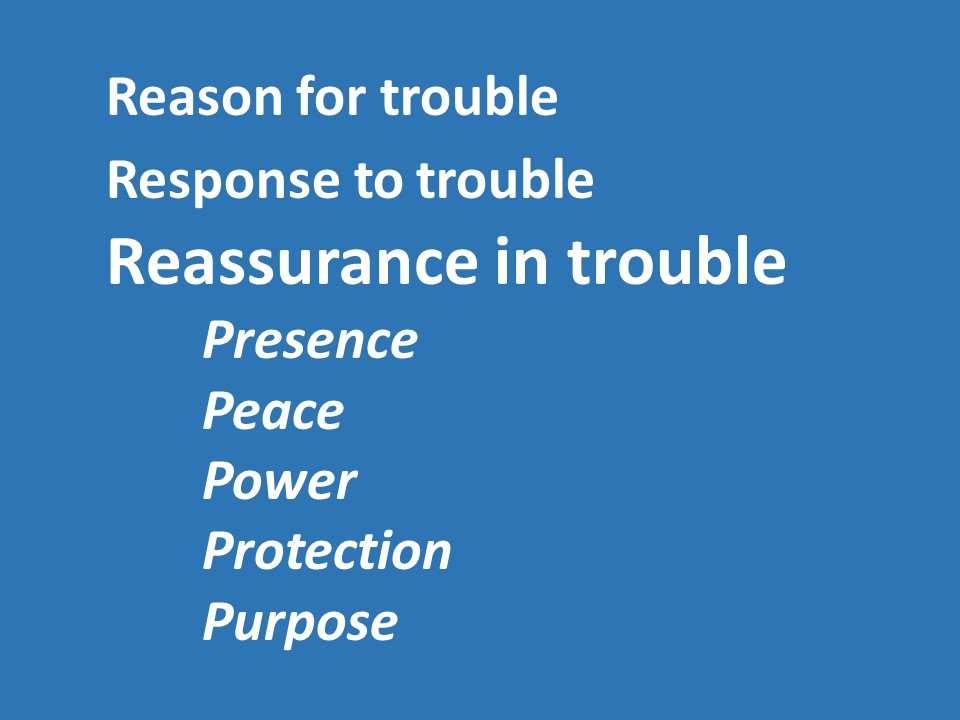 Reason for trouble
Response to trouble
Reassurance in trouble
Presence
Peace
Power
Protection
Purpose